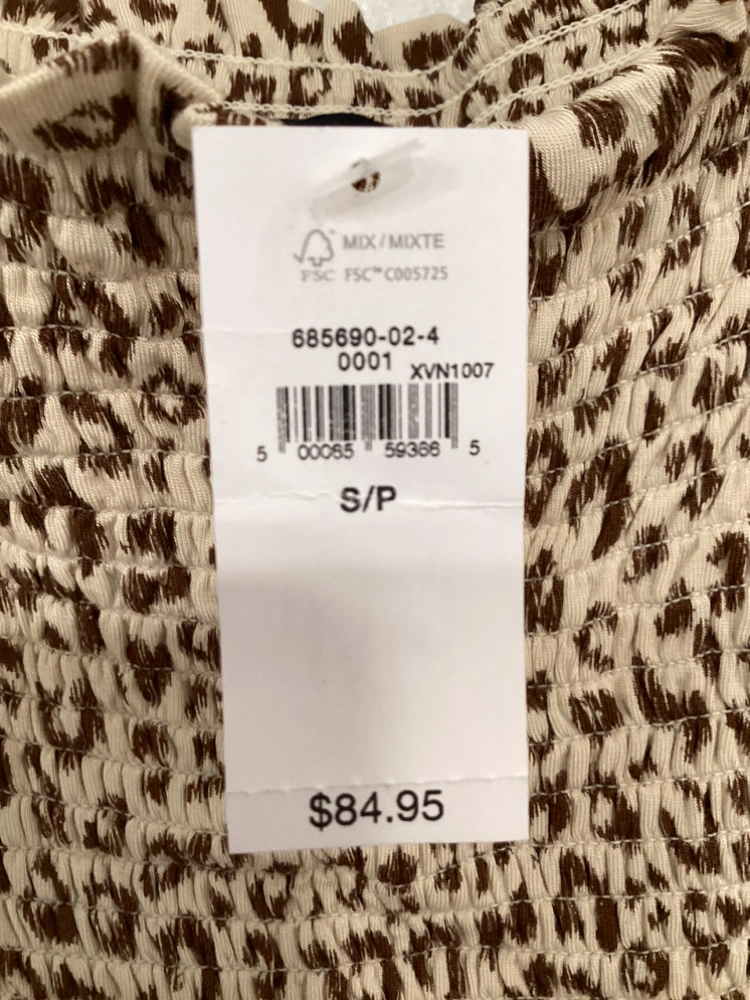 MIX / MIXTE
FSC FSC™ C005725
685690-02-4
0001 XVN1007
5 00065 59366 5
S/P
$84.95